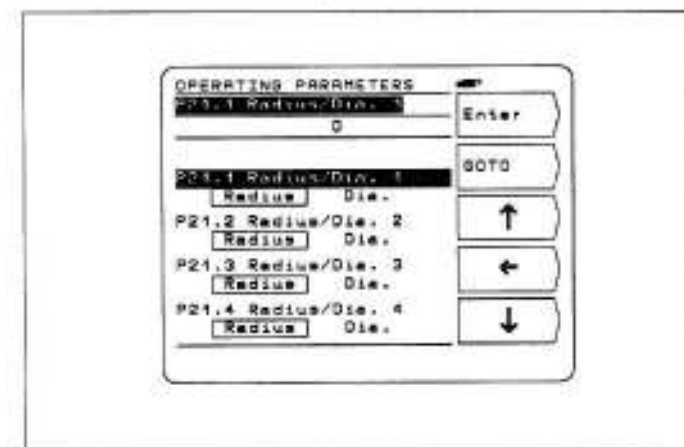 OPERATING PARAMETERS
P21.1 Radius/Dia. 1
0
P21.1 Radius/Dia. 1
Radius Dia.
P21.2 Radius/Dia. 2
Radius Dia.
P21.3 Radius/Dia. 3
Radius Dia.
P21.4 Radius/Dia. 4
Radius Dia.
Enter
GOTO
↑
←
↓